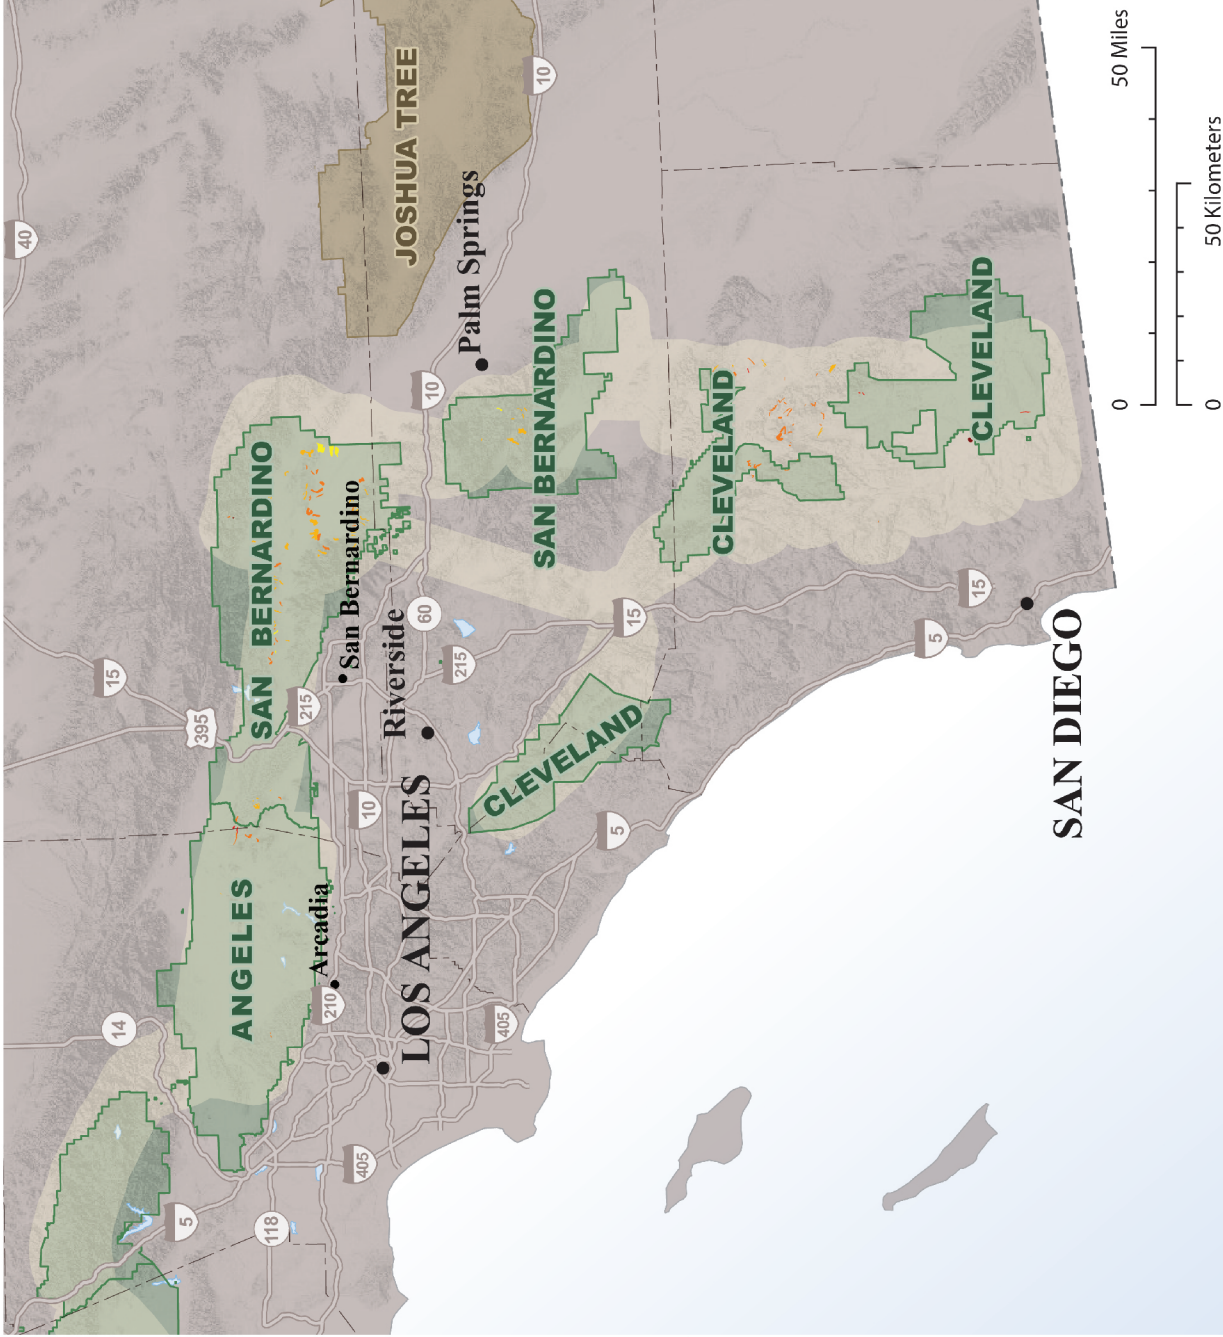 40
14
15
5
395
ANGELES
SAN BERNARDINO
118
215
Arcadia
210
San Bernardino
405
10
Riverside
JOSHUA TREE
LOS ANGELES
60
10
215
Palm Springs
405
10
SAN BERNARDINO
CLEVELAND
5
15
CLEVELAND
5
15
CLEVELAND
SAN DIEGO
0 50 Miles
0 50 Kilometers